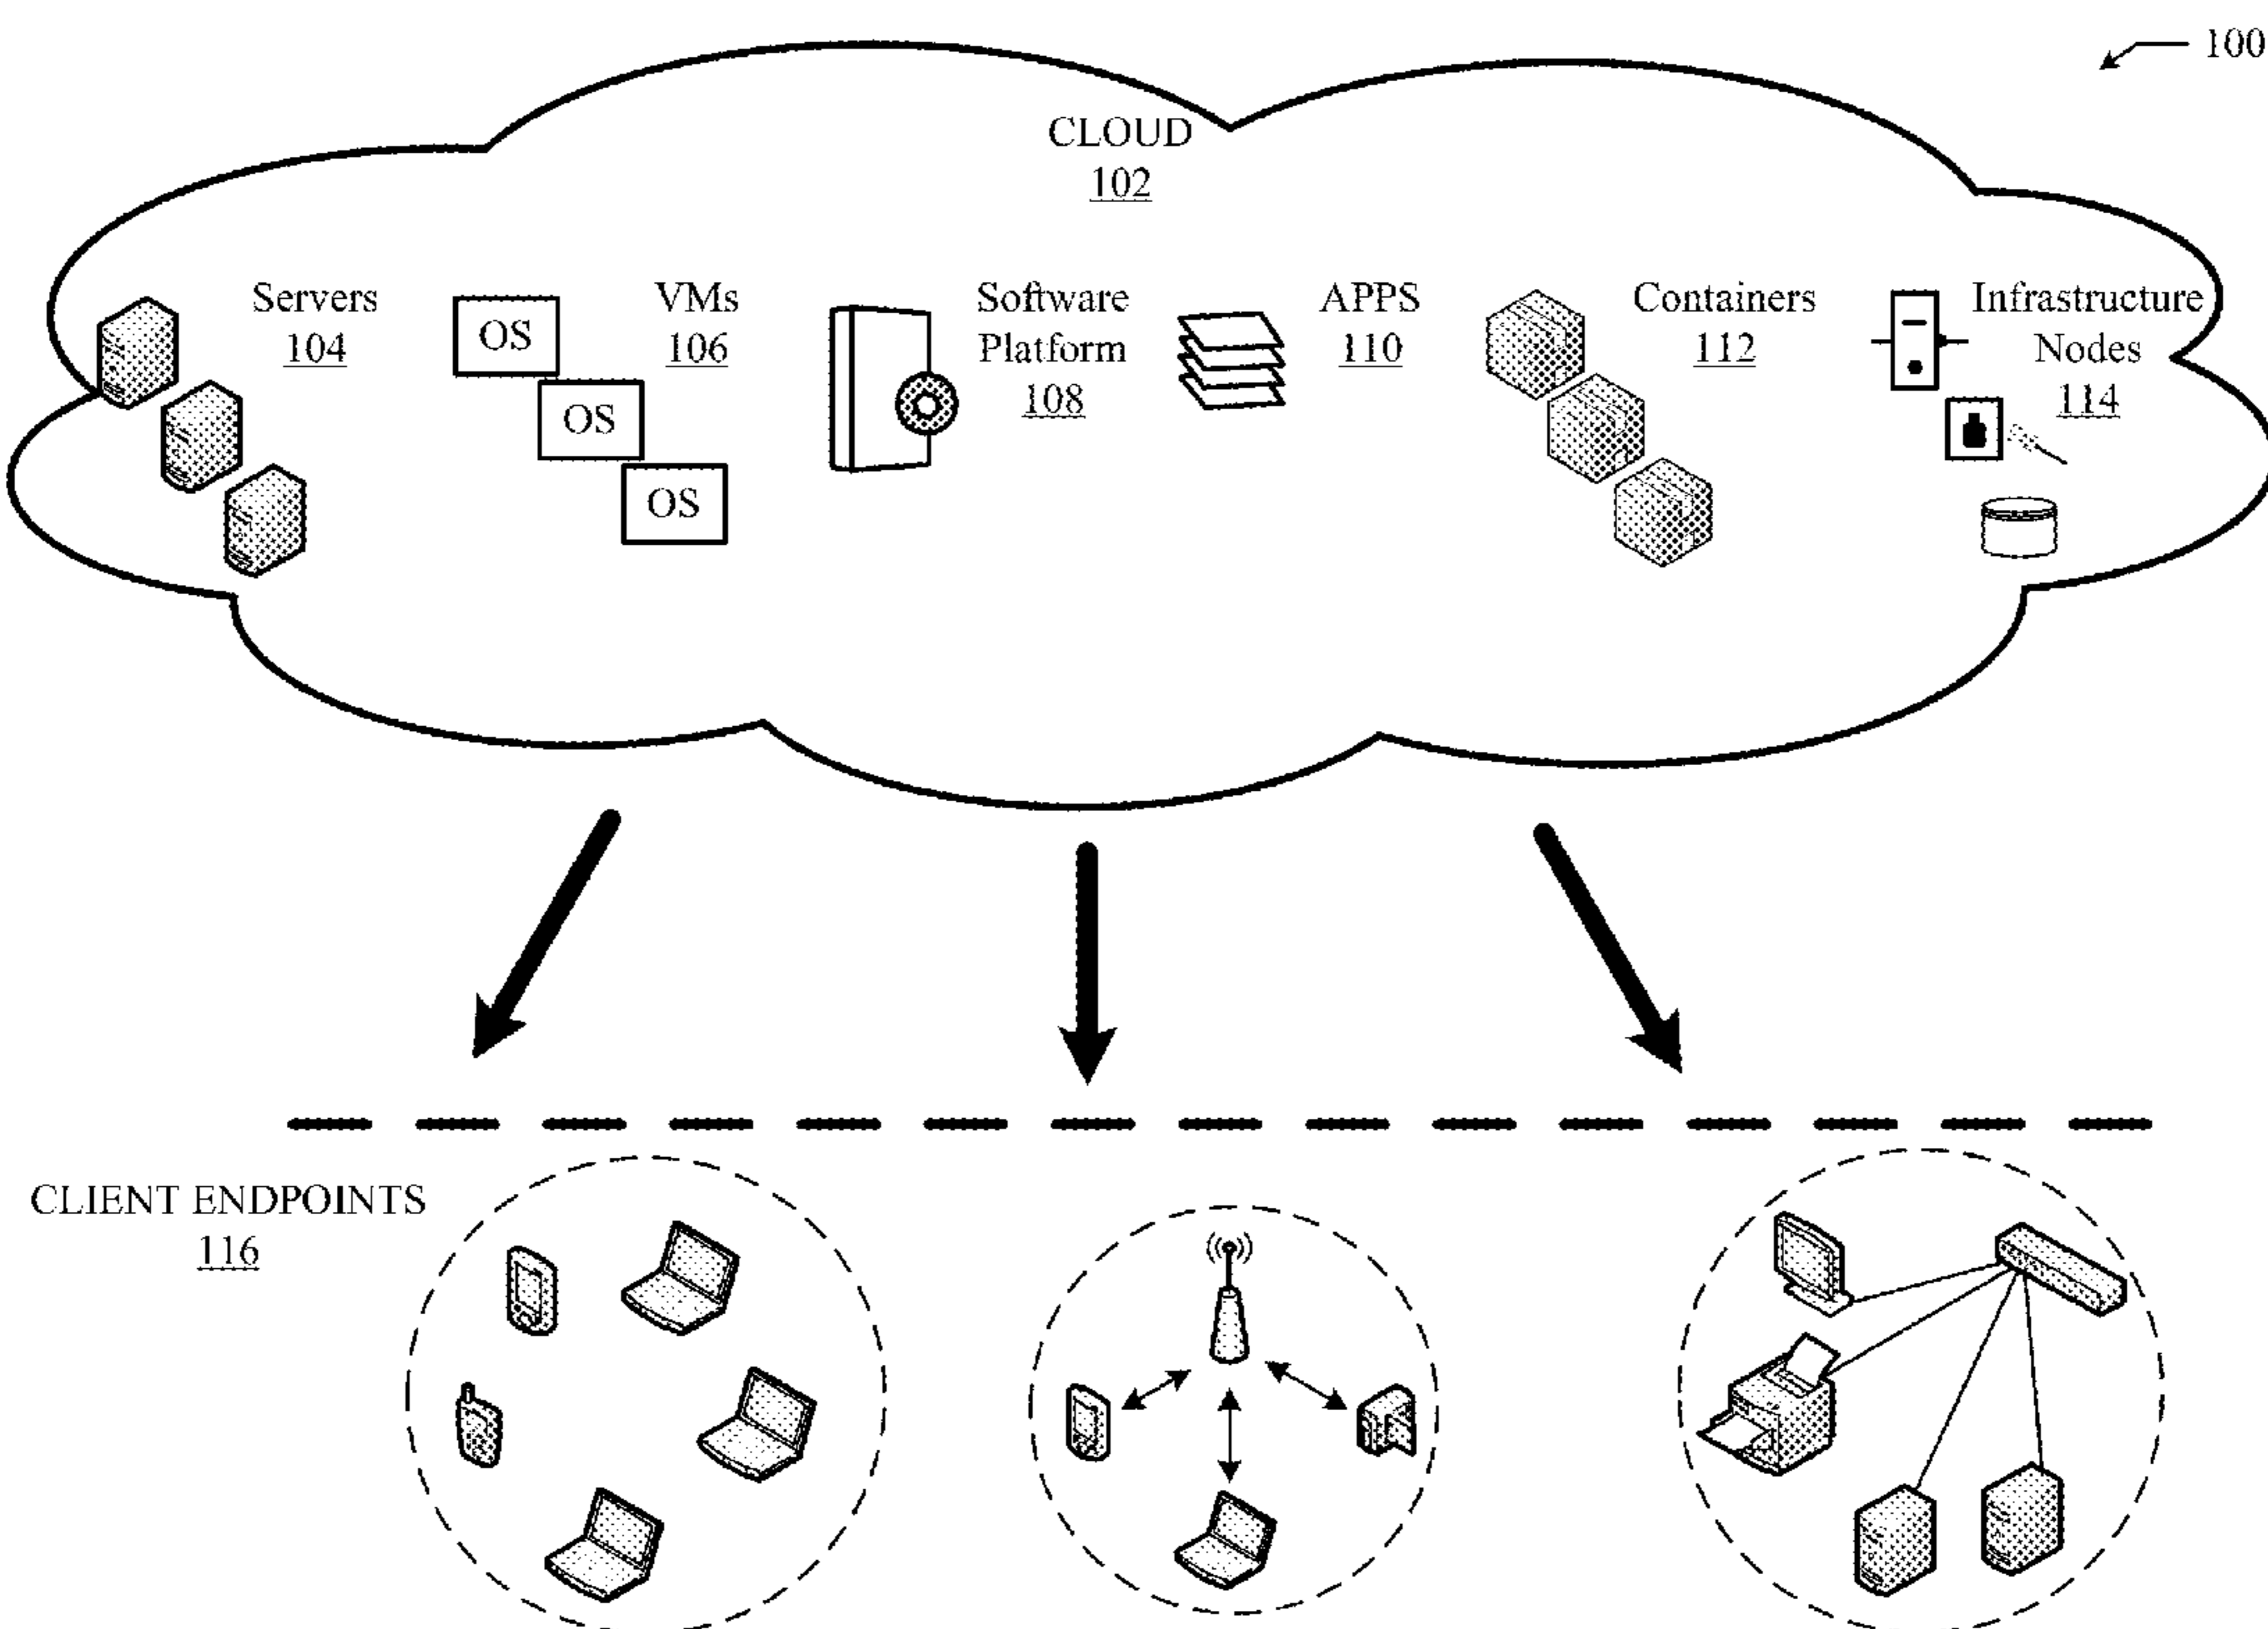 100
CLOUD
102
Servers
104
OS
OS
OS
VMs
106
Software
Platform
108
APPS
110
Containers
112
Infrastructure
Nodes
114
CLIENT ENDPOINTS
116